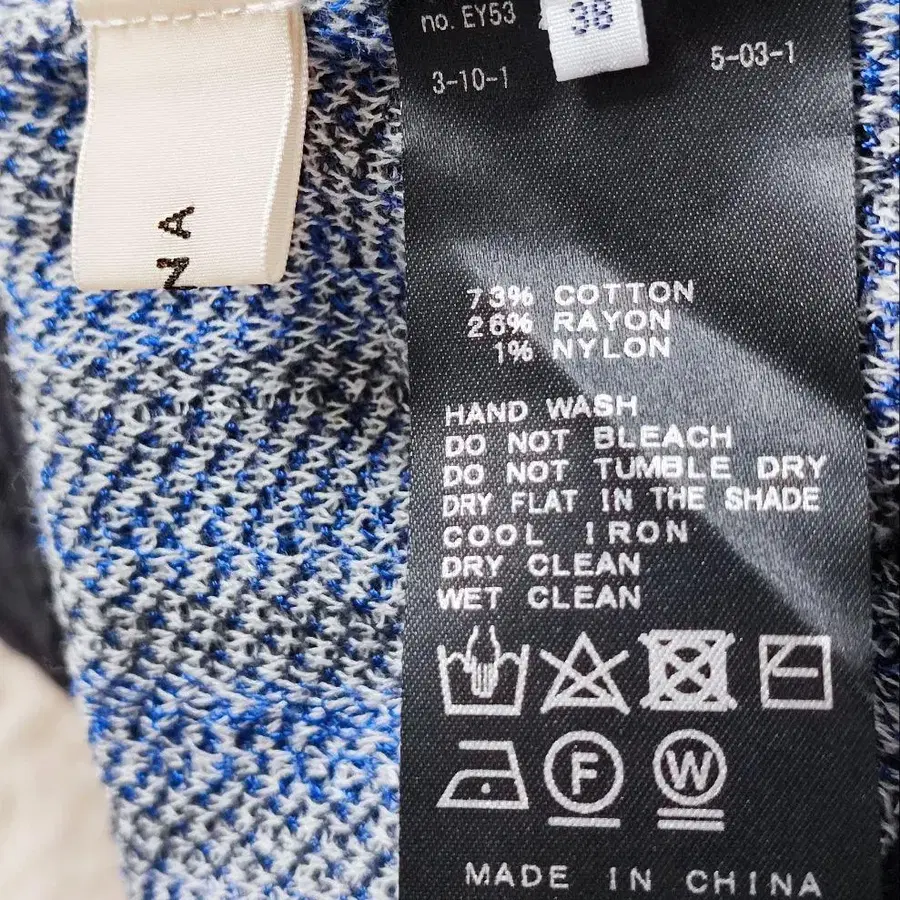 NA
no. EY53
38
3-10-1
5-03-1
73% COTTON
26% RAYON
1% NYLON
HAND WASH
DO NOT BLEACH
DO NOT TUMBLE DRY
DRY FLAT IN THE SHADE
COOL IRON
DRY CLEAN
WET CLEAN
F W
MADE IN CHINA